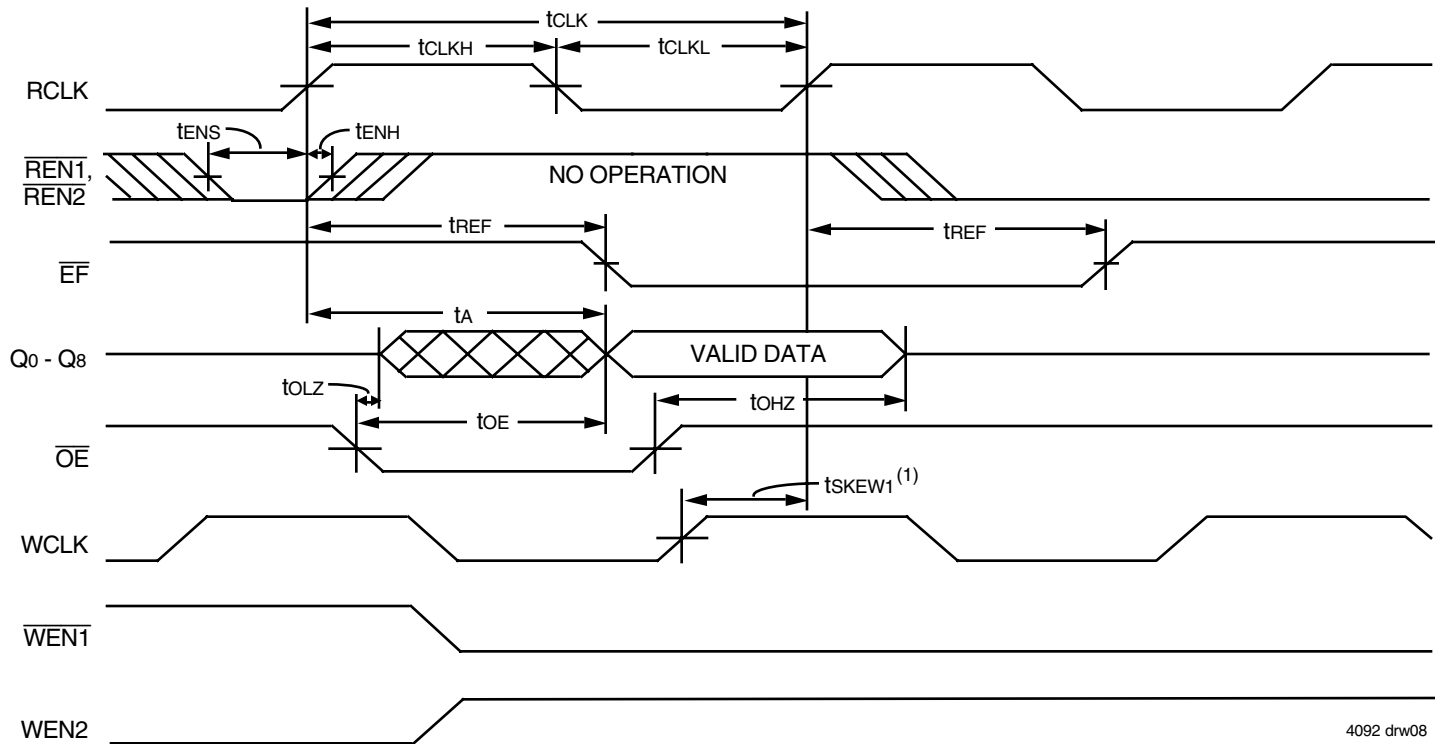 tCLK
tCLKH
tCLKL
RCLK
tENS
tENH
REN1,
REN2
NO OPERATION
tREF
tREF
EF
tA
Q0 - Q8
VALID DATA
tOLZ
tOHZ
tOE
OE
tSKEW1(1)
WCLK
WEN1
WEN2
4092 drw08